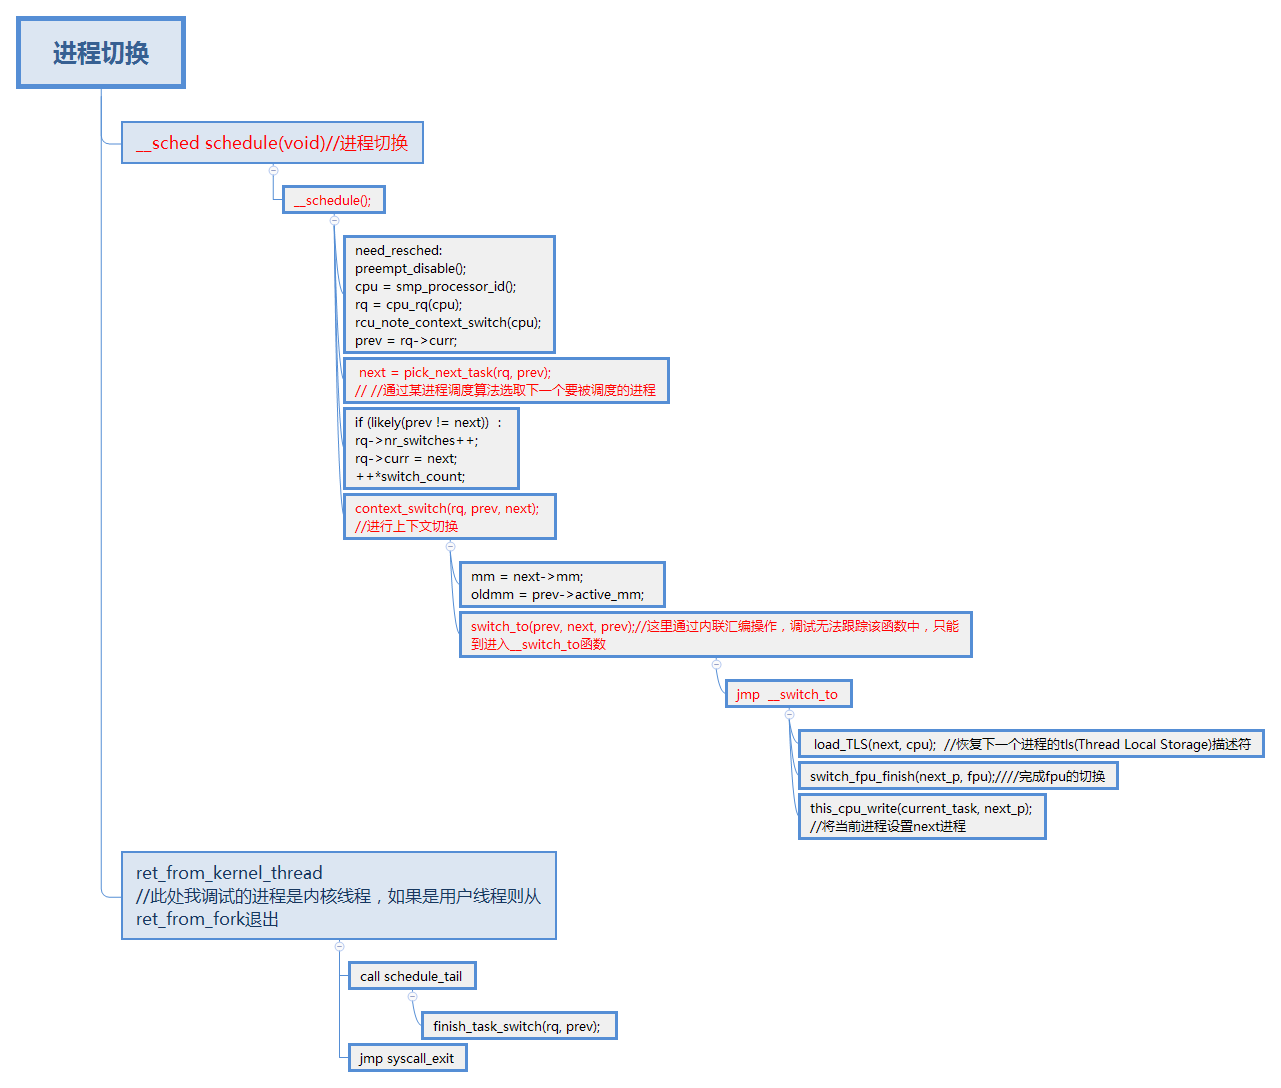 进程切换
__sched schedule(void)//进程切换
__schedule();
need_resched:
preempt_disable();
cpu = smp_processor_id();
rq = cpu_rq(cpu);
rcu_note_context_switch(cpu);
prev = rq->curr;
next = pick_next_task(rq, prev);
// //通过某进程调度算法选取下一个要被调度的进程
if (likely(prev != next)) :
rq->nr_switches++;
rq->curr = next;
++*switch_count;
context_switch(rq, prev, next);
//进行上下文切换
mm = next->mm;
oldmm = prev->active_mm;
switch_to(prev, next, prev);//这里通过内联汇编操作，调试无法跟踪该函数中，只能
到进入__switch_to函数
jmp __switch_to
load_TLS(next, cpu); //恢复下一个进程的tls(Thread Local Storage)描述符
switch_fpu_finish(next_p, fpu);////完成fpu的切换
this_cpu_write(current_task, next_p);
//将当前进程设置next进程
ret_from_kernel_thread
//此处我调试的进程是内核线程，如果是用户线程则从
ret_from_fork退出
call schedule_tail
finish_task_switch(rq, prev);
jmp syscall_exit